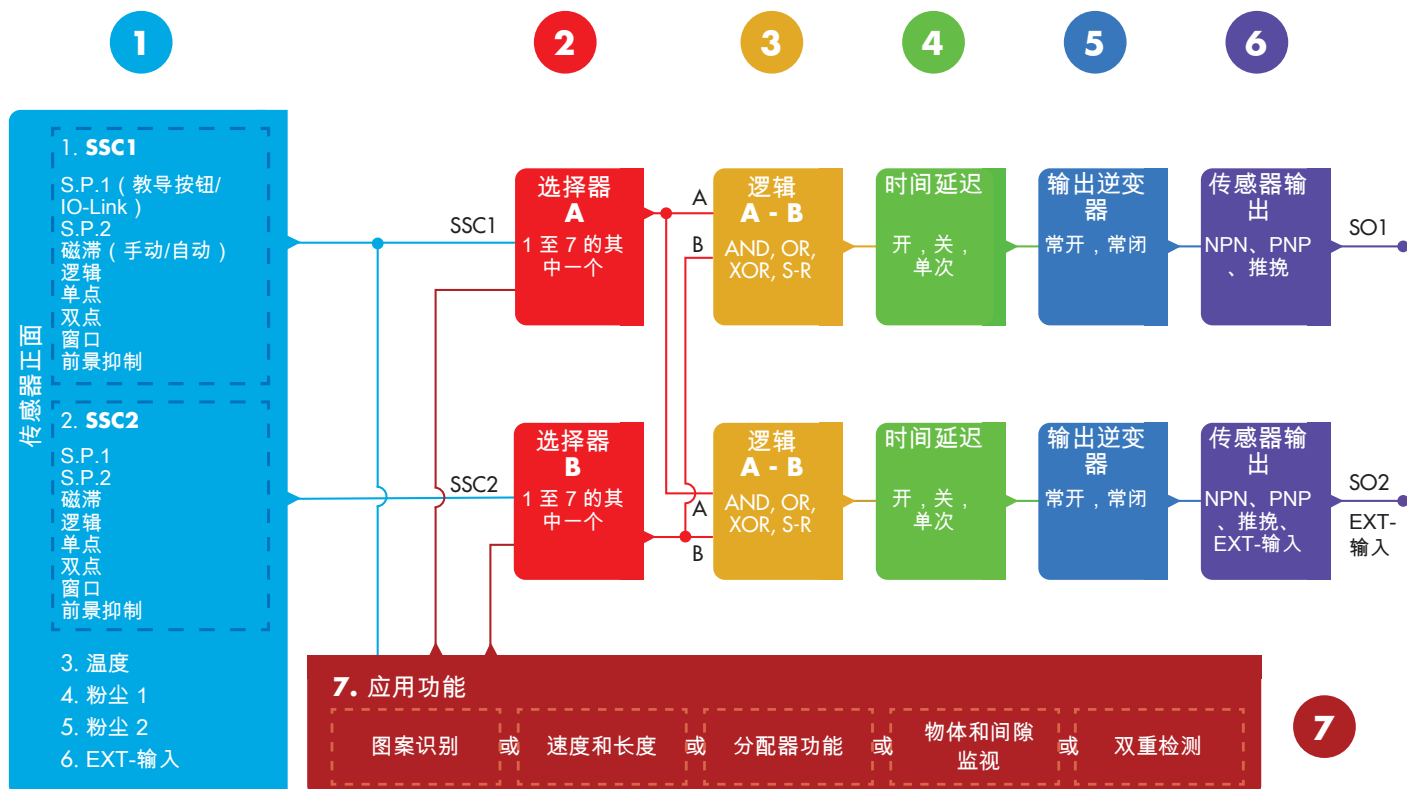 1
2
3
4
5
6
传感器正面
1. SSC1
S.P.1 ( 教导按钮/
IO-Link )
S.P.2
磁滞 ( 手动/自动 )
逻辑
单点
双点
窗口
前景抑制
2. SSC2
S.P.1
S.P.2
磁滞
逻辑
单点
双点
窗口
前景抑制
3. 温度
4. 粉尘 1
5. 粉尘 2
6. EXT-输入
SSC1
选择器
A
1 至 7 的其
中一个
A
B
逻辑
A - B
AND, OR,
XOR, S-R
时间延迟
开 , 关 ,
单次
输出逆变
器
常开 , 常闭
传感器输
出
NPN、PNP
、推挽
SO1
SSC2
选择器
B
1 至 7 的其
中一个
A
B
逻辑
A - B
AND, OR,
XOR, S-R
时间延迟
开 , 关 ,
单次
输出逆变
器
常开 , 常闭
传感器输
出
NPN、PNP
、推挽、
EXT-输入
SO2
EXT-
输入
7. 应用功能
图案识别 或 速度和长度 或 分配器功能 或 物体和间隙
监视 或 双重检测
7